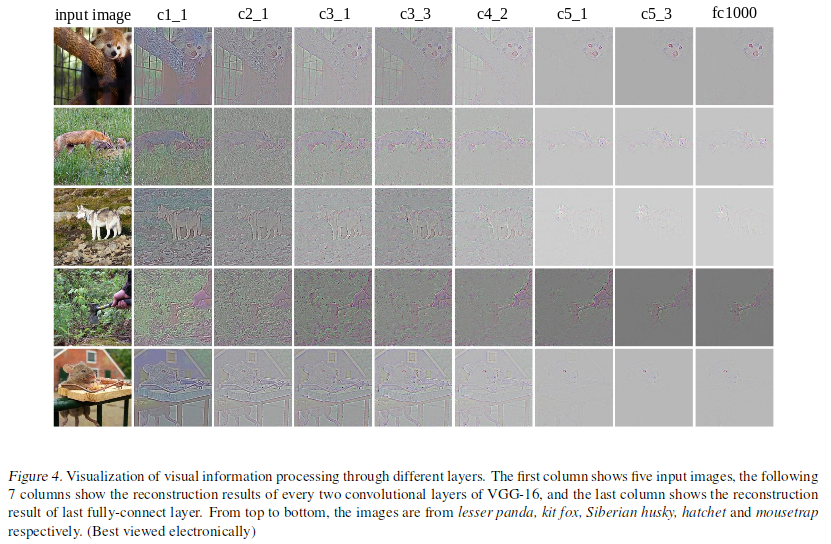 input image c1_1 c2_1 c3_1 c3_3 c4_2 c5_1 c5_3 fc1000
Figure 4. Visualization of visual information processing through different layers. The first column shows five input images, the following
7 columns show the reconstruction results of every two convolutional layers of VGG-16, and the last column shows the reconstruction
result of last fully-connect layer. From top to bottom, the images are from lesser panda, kit fox, Siberian husky, hatchet and mousetrap
respectively. (Best viewed electronically)